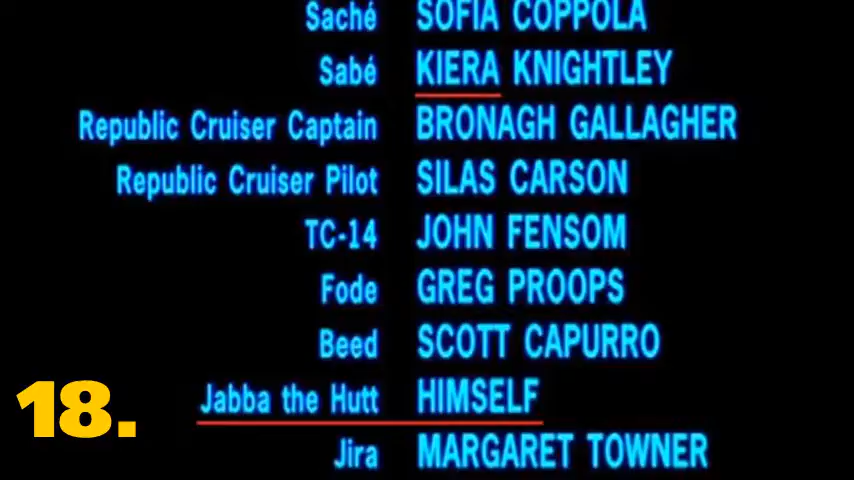 Saché SOFIA COPPOLA
Sabé KIERA KNIGHTLEY
Republic Cruiser Captain BRONAGH GALLAGHER
Republic Cruiser Pilot SILAS CARSON
TC-14 JOHN FENSOM
Fode GREG PROOPS
Beed SCOTT CAPURRO
Jabba the Hutt HIMSELF
18.
Jira MARGARET TOWNER